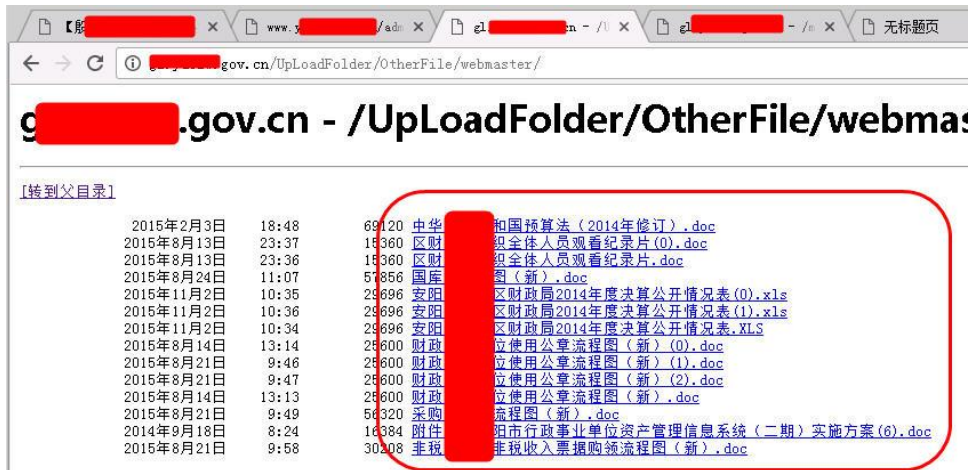 【殷
www.y /adm
gl n - /U
gl - /m
无标题页
gov.cn/UpLoadFolder/OtherFile/webmaster/
g .gov.cn - /UpLoadFolder/OtherFile/webmas
[转到父目录]
2015年2月3日 18:48 69120 中华 和国预算法（2014年修订）.doc
2015年8月13日 23:37 15360 区财 织全体人员观看纪录片(0).doc
2015年8月13日 23:36 15360 区财 织全体人员观看纪录片.doc
2015年8月24日 11:07 57856 国库 图（新）.doc
2015年11月2日 10:35 29696 安阳 区财政局2014年度决算公开情况表(0).xls
2015年11月2日 10:36 29696 安阳 区财政局2014年度决算公开情况表(1).xls
2015年11月2日 10:34 29696 安阳 区财政局2014年度决算公开情况表.XLS
2015年8月14日 13:14 25600 财政 位使用公章流程图（新）(0).doc
2015年8月21日 9:46 25600 财政 位使用公章流程图（新）(1).doc
2015年8月21日 9:47 25600 财政 位使用公章流程图（新）(2).doc
2015年8月14日 13:13 25600 财政 位使用公章流程图（新）.doc
2015年8月21日 9:49 56320 采购 流程图（新）.doc
2014年9月18日 8:24 16384 附件 阳市行政事业单位资产管理信息系统（二期）实施方案(6).doc
2015年8月21日 9:58 30208 非税 非税收入票据购领流程图（新）.doc